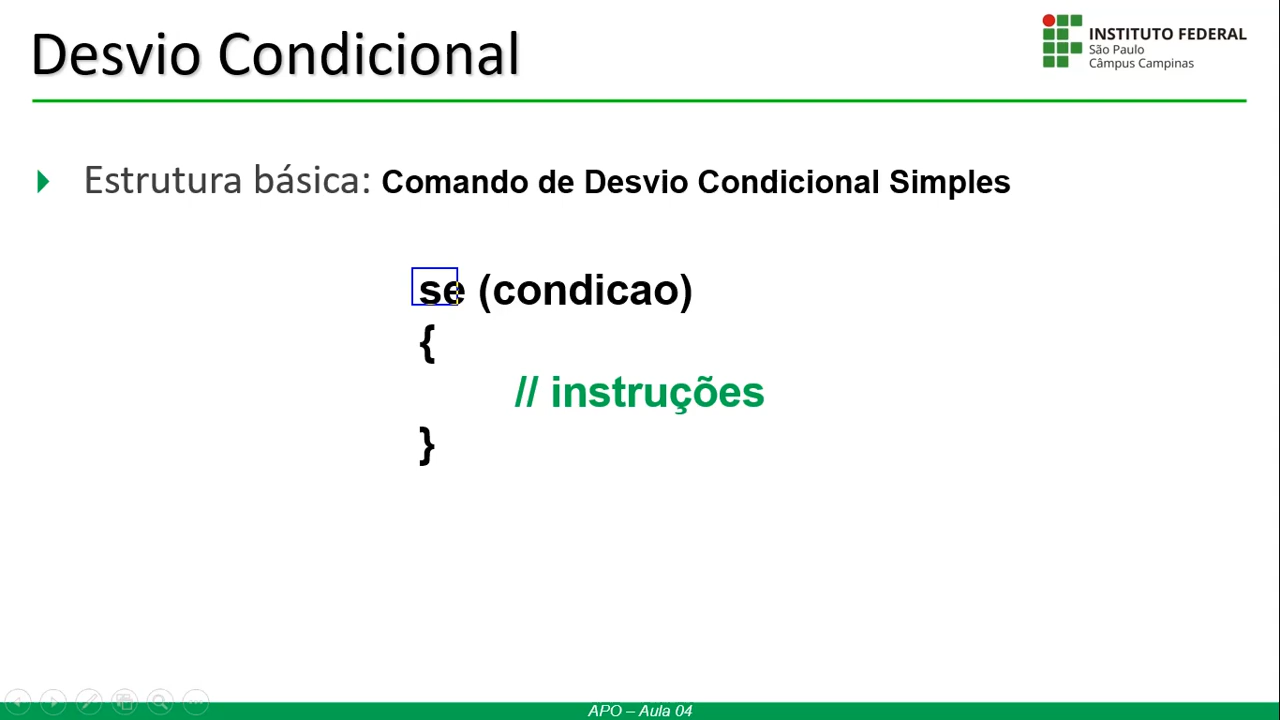 Desvio Condicional
INSTITUTO FEDERAL
São Paulo
Câmpus Campinas
Estrutura básica: Comando de Desvio Condicional Simples
se (condicao)
{
// instruções
}
APO – Aula 04